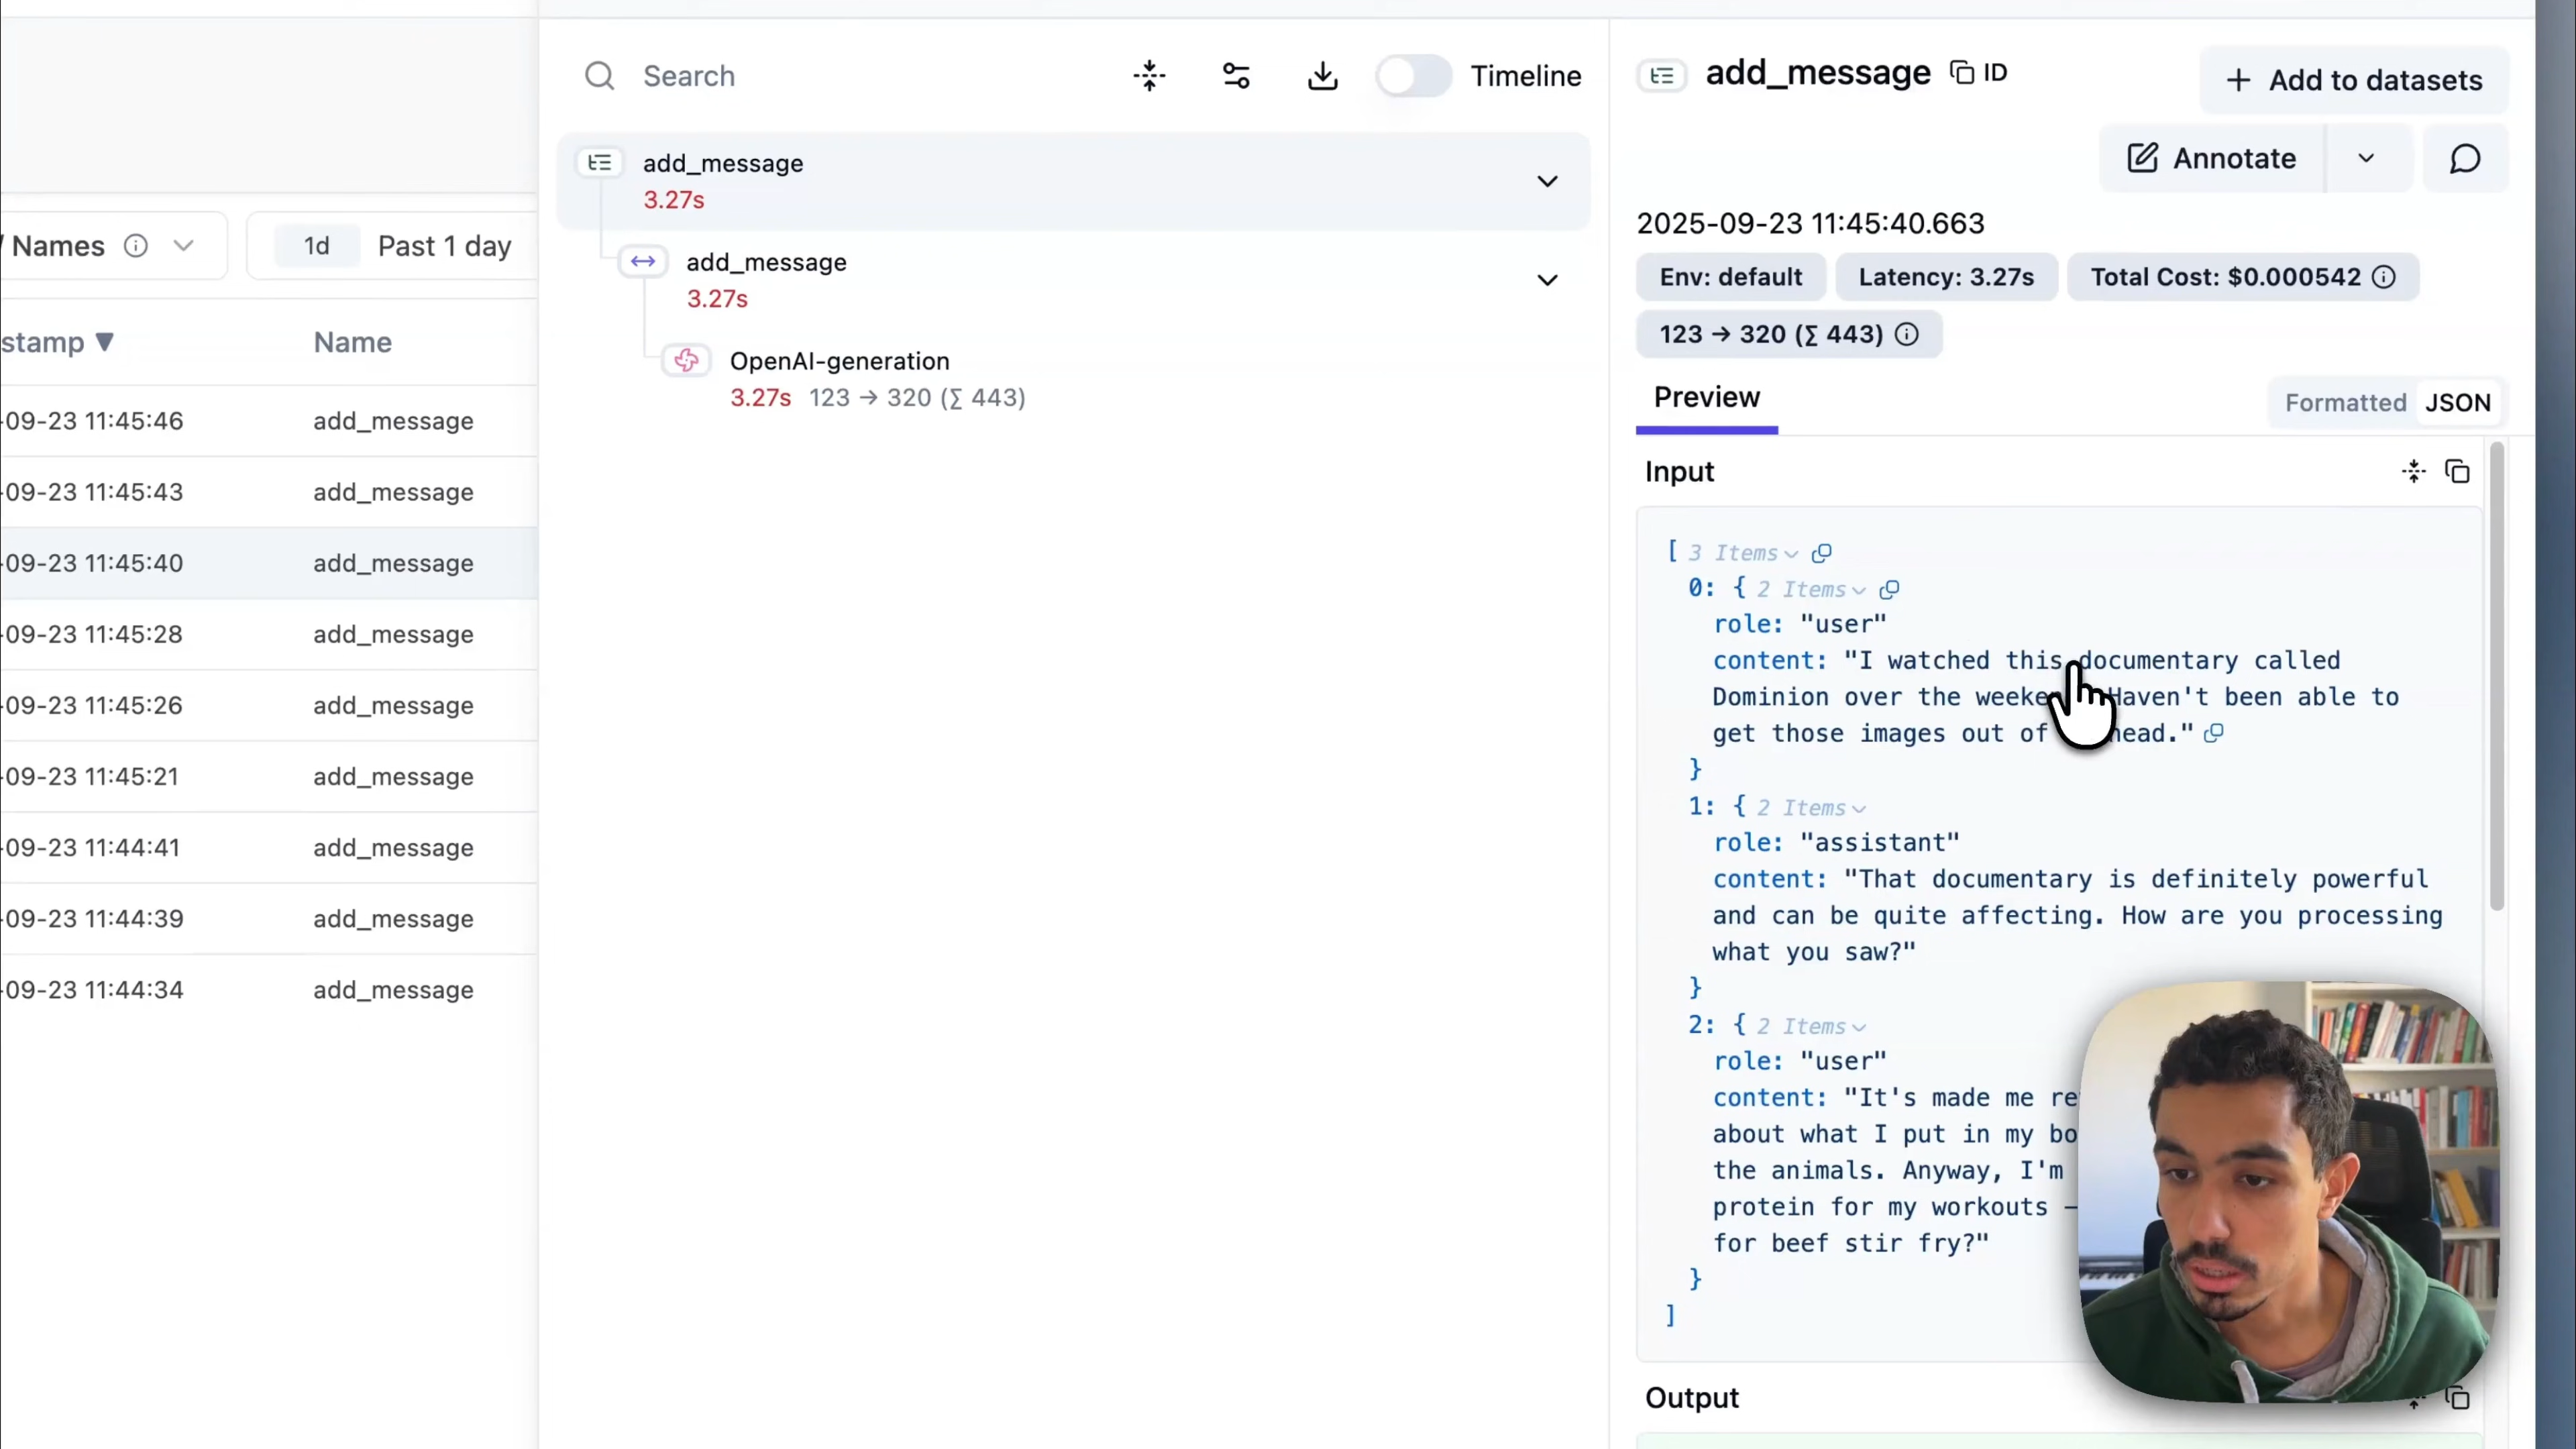 Names
1d Past 1 day
stamp ▼ Name
-09-23 11:45:46 add_message
-09-23 11:45:43 add_message
-09-23 11:45:40 add_message
-09-23 11:45:28 add_message
-09-23 11:45:26 add_message
-09-23 11:45:21 add_message
-09-23 11:44:41 add_message
-09-23 11:44:39 add_message
-09-23 11:44:34 add_message
Search
Timeline
add_message
3.27s
add_message
3.27s
OpenAI-generation
3.27s 123 → 320 (∑ 443)
add_message ID
+ Add to datasets
Annotate
2025-09-23 11:45:40.663
Env: default Latency: 3.27s Total Cost: $0.000542
123 → 320 (∑ 443)
Preview
Formatted JSON
Input
[ 3 Items
0: { 2 Items
role: "user"
content: "I watched this documentary called
Dominion over the Haven't been able to
get those images out of head."
}
1: { 2 Items
role: "assistant"
content: "That documentary is definitely powerful
and can be quite affecting. How are you processing
what you saw?"
}
2: { 2 Items
role: "user"
content: "It's made me
about what I put in my
the animals. Anyway, I'm
protein for my workouts –
for beef stir fry?"
}
]
Output